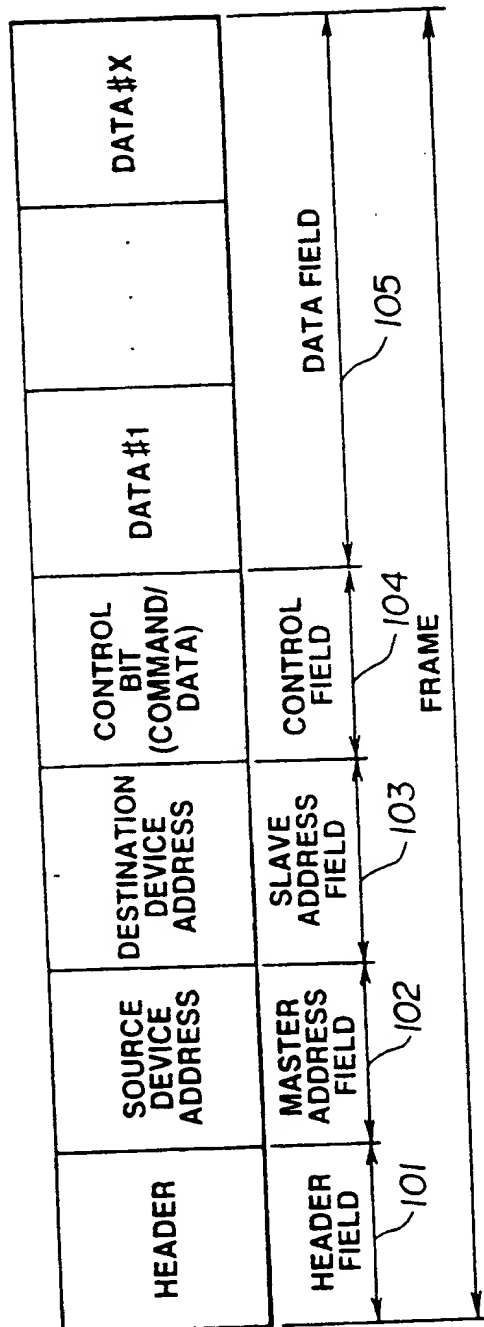 HEADER
SOURCE
DEVICE
ADDRESS
DESTINATION
DEVICE
ADDRESS
CONTROL
BIT
(COMMAND/
DATA)
DATA#1
. . .
DATA#X
HEADER
FIELD
MASTER
ADDRESS
FIELD
SLAVE
ADDRESS
FIELD
CONTROL
FIELD
DATA FIELD
101
102
103
104
105
FRAME